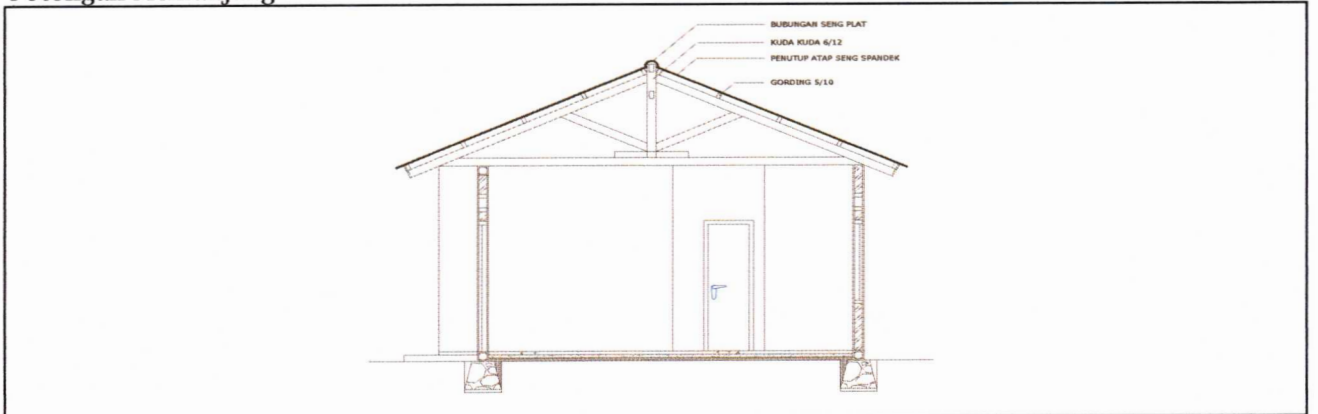 BUBUNGAN SENG PLAT
KUDA KUDA 6/12
PENUTUP ATAP SENG SPANDEK
GORDING 5/10